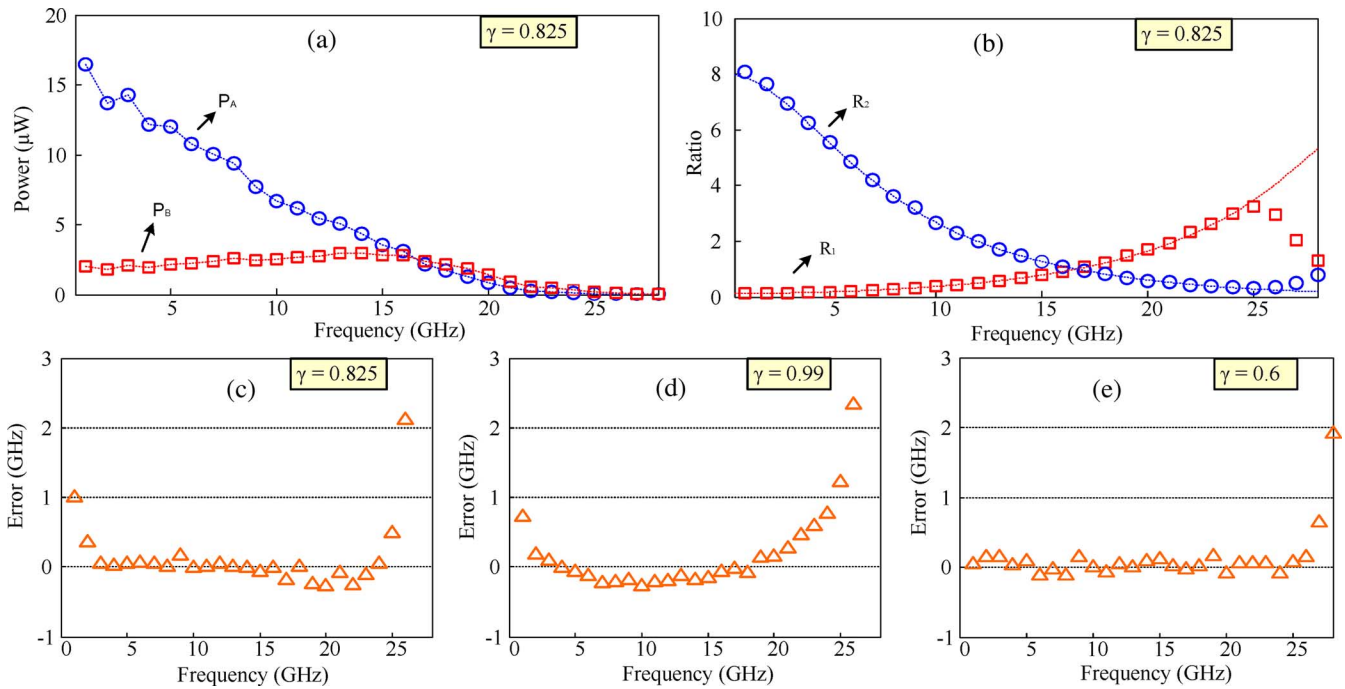 (a)
γ = 0.825
Power (μW)
20
15
10
5
0
P_A
P_B
5
10
15
20
25
Frequency (GHz)
(b)
γ = 0.825
Ratio
10
8
6
4
2
0
R₂
R₁
5
10
15
20
25
Frequency (GHz)
(c)
γ = 0.825
Error (GHz)
3
2
1
0
-1
0
5
10
15
20
25
Frequency (GHz)
(d)
γ = 0.99
Error (GHz)
3
2
1
0
-1
0
5
10
15
20
25
Frequency (GHz)
(e)
γ = 0.6
Error (GHz)
3
2
1
0
-1
0
5
10
15
20
25
Frequency (GHz)